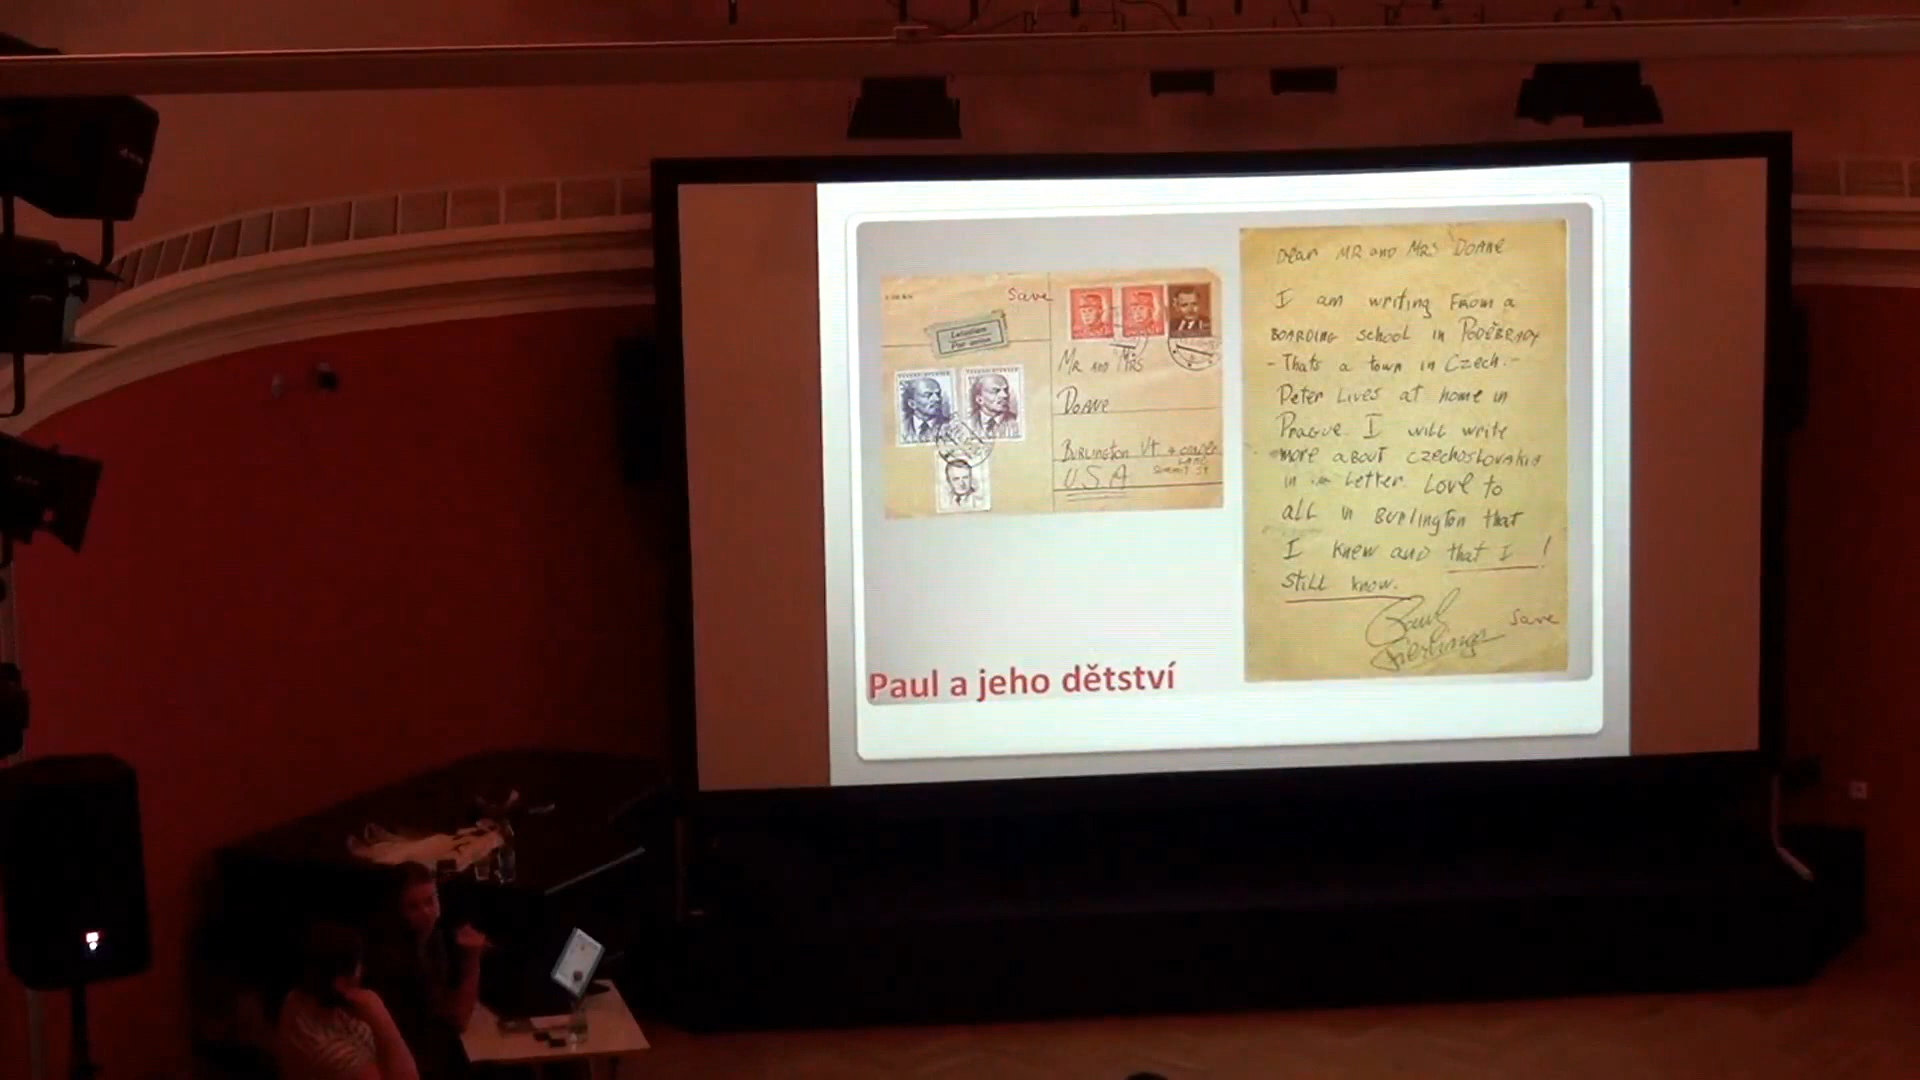 Save
Letadlem
Par avion
Mr and Mrs
Doane
Burlington Vt
U.S.A
Dear MR and MRS Doane
I am writing From a
BOARDING school in PODĚBRADY
- Thats a town in Czech. -
Peter Lives at home in
Prague. I will write
more about czechoslovakia
in Letter Love to
all in Burlington that
I knew and that I !
still know.
Paul
Save
Paul a jeho dětství